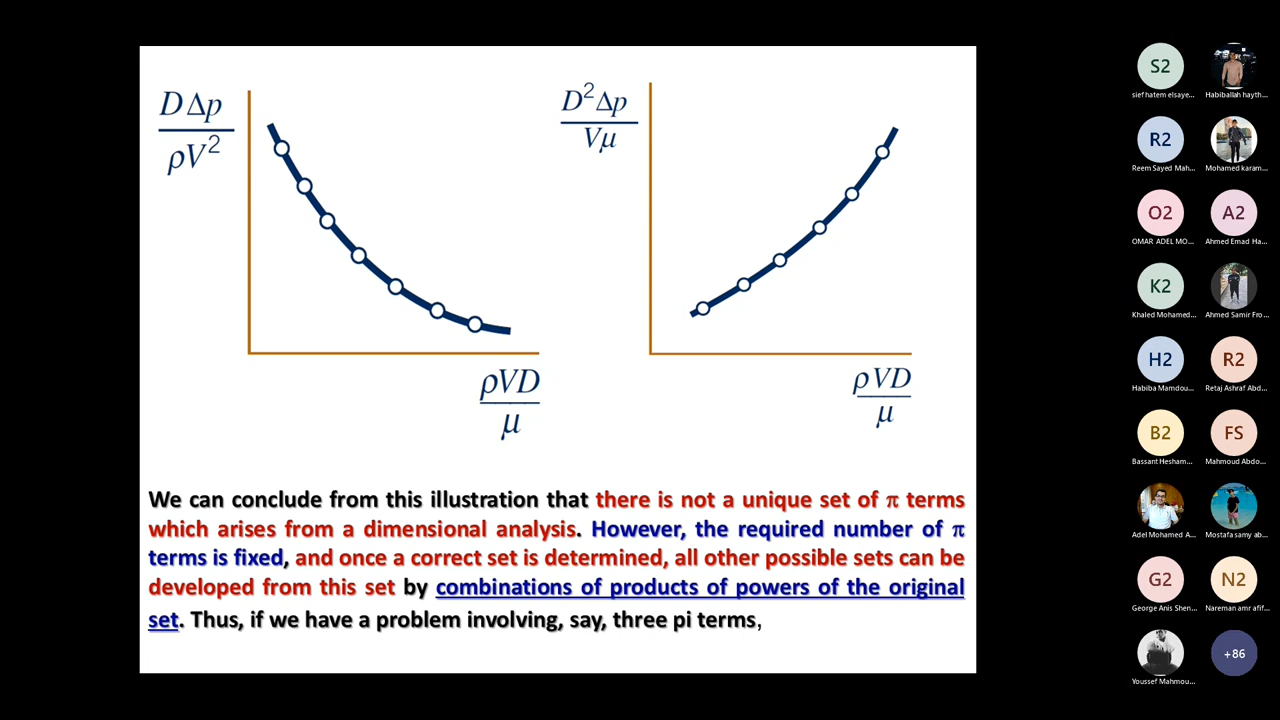 D Δp
ρV²
D² Δp
Vμ
ρVD
μ
ρVD
μ
We can conclude from this illustration that there is not a unique set of π terms
which arises from a dimensional analysis. However, the required number of π
terms is fixed, and once a correct set is determined, all other possible sets can be
developed from this set by combinations of products of powers of the original
set. Thus, if we have a problem involving, say, three pi terms,
S2
sief hatem elsaye...
Habiballah hayth...
R2
Reem Sayed Mah...
Mohamed karam...
O2
OMAR ADEL MO...
A2
Ahmed Emad Ha...
K2
Khaled Mohamed...
Ahmed Samir Fro...
H2
Habiba Mamdou...
R2
Retaj Ashraf Abd...
B2
Bassant Hesham...
FS
Mahmoud Abdo...
Adel Mohamed A...
Mostafa samy ab...
G2
George Anis Shen...
N2
Nareman amr afif...
Youssef Mahmou...
+86